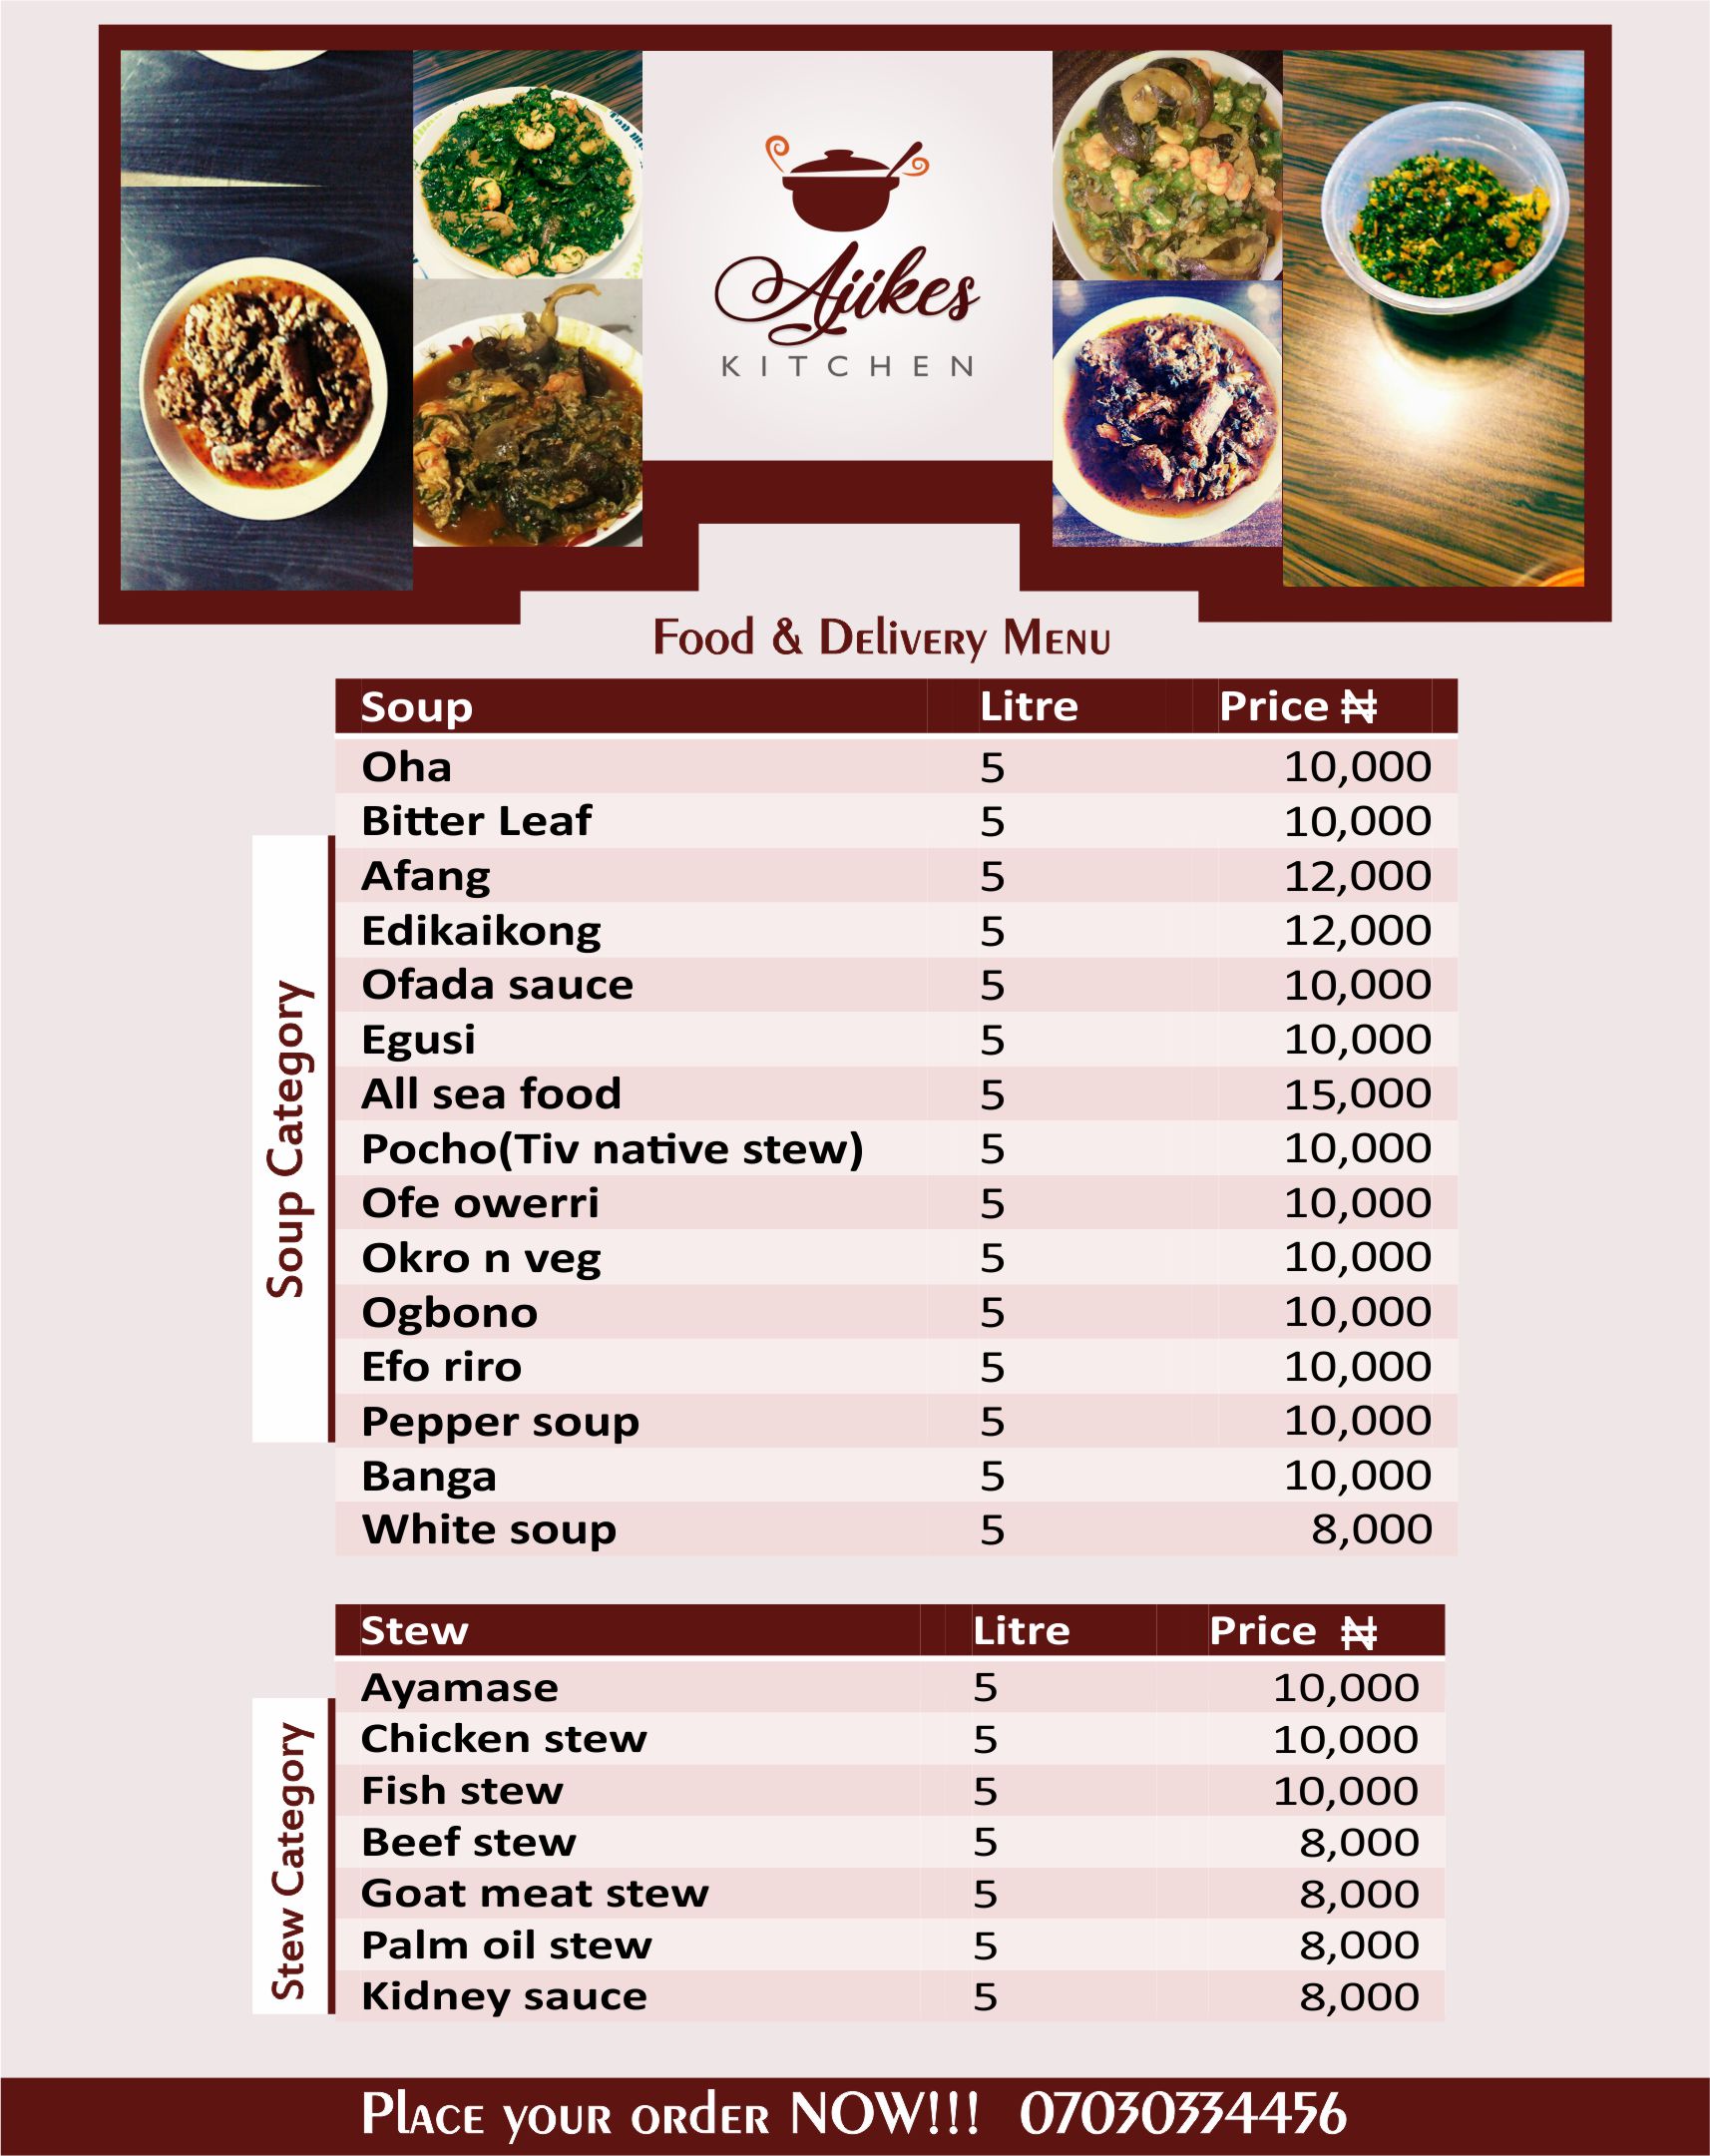 Ajikes
KITCHEN
Food & Delivery Menu
Soup Litre Price ₦
Oha 5 10,000
Bitter Leaf 5 10,000
Afang 5 12,000
Edikaikong 5 12,000
Ofada sauce 5 10,000
Egusi 5 10,000
All sea food 5 15,000
Pocho(Tiv native stew) 5 10,000
Ofe owerri 5 10,000
Okro n veg 5 10,000
Ogbono 5 10,000
Efo riro 5 10,000
Pepper soup 5 10,000
Banga 5 10,000
White soup 5 8,000
Soup Category
Stew Litre Price ₦
Ayamase 5 10,000
Chicken stew 5 10,000
Fish stew 5 10,000
Beef stew 5 8,000
Goat meat stew 5 8,000
Palm oil stew 5 8,000
Kidney sauce 5 8,000
Stew Category
Place your order NOW!!! 07030334456